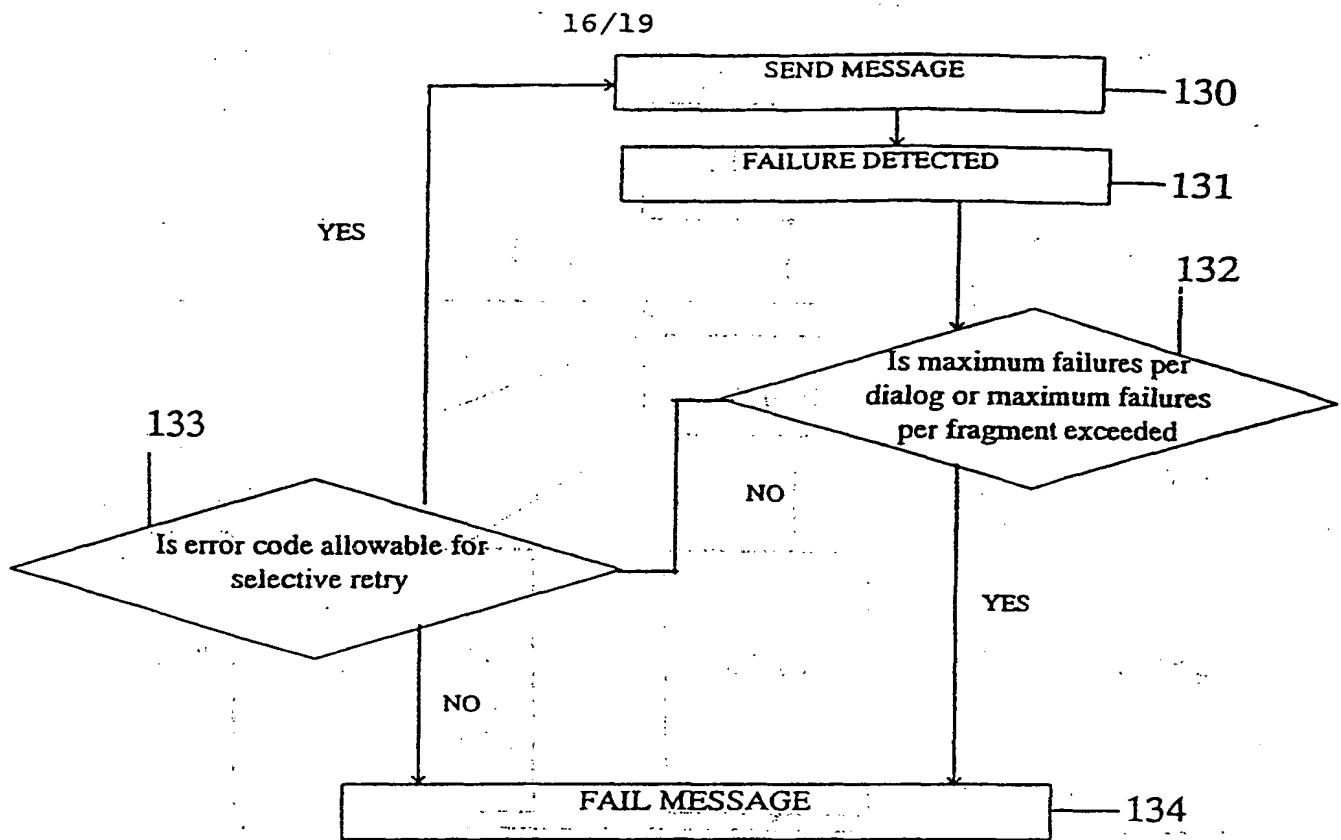 16/19
SEND MESSAGE
130
FAILURE DETECTED
131
YES
132
Is maximum failures per
dialog or maximum failures
per fragment exceeded
133
NO
Is error code allowable for
selective retry
YES
NO
FAIL MESSAGE
134